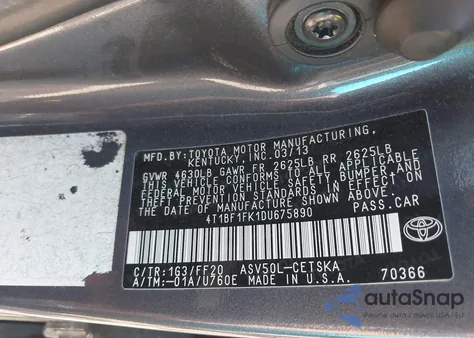 MFD.BY:TOYOTA MOTOR MANUFACTURING,
KENTUCKY,INC.03/13
GVWR 4630LB GAWR FR 2625LB RR 2625LB
THIS VEHICLE CONFORMS TO ALL APPLICABLE
FEDERAL MOTOR VEHICLE SAFETY, BUMPER, AND
THEFT PREVENTION STANDARDS IN EFFECT ON
THE DATE OF MANUFACTURE SHOWN ABOVE.
4T1BF1FK1DU675890 PASS.CAR
C/TR:1G3/FF20 ASV50L-CETSKA
A/TM:-01A/U760E MADE IN U.S.A.
70366
TOYOTA
autoSnap